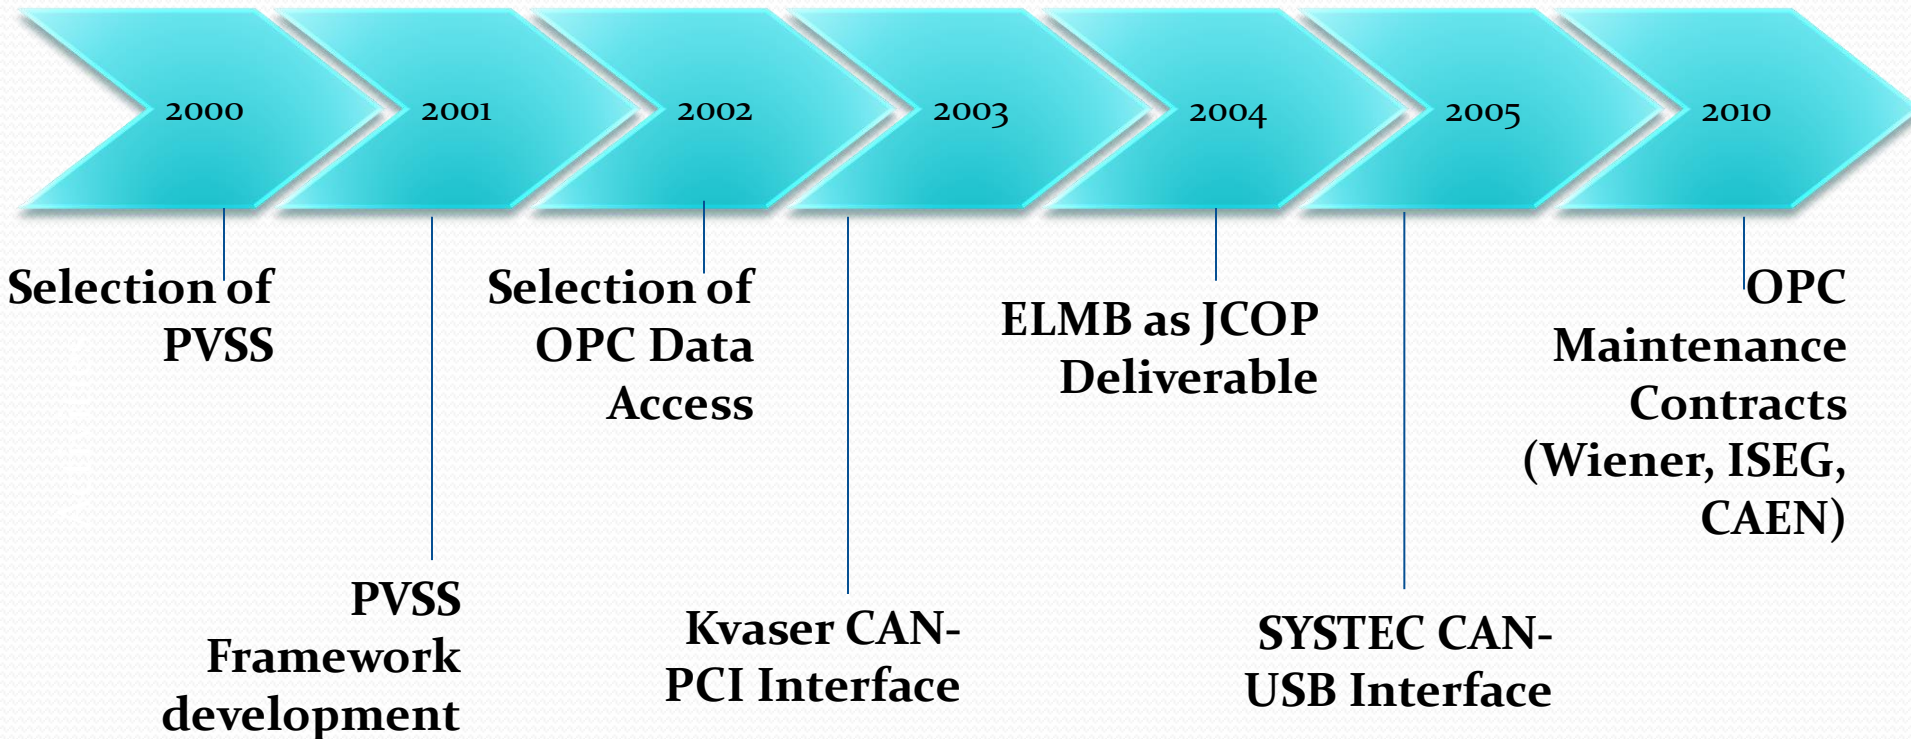 2000
2001
2002
2003
2004
2005
2010
Selection of
PVSS
Selection of
OPC Data
Access
ELMB as JCOP
Deliverable
OPC
Maintenance
Contracts
(Wiener, ISEG,
CAEN)
PVSS
Framework
development
Kvaser CAN-
PCI Interface
SYSTEC CAN-
USB Interface